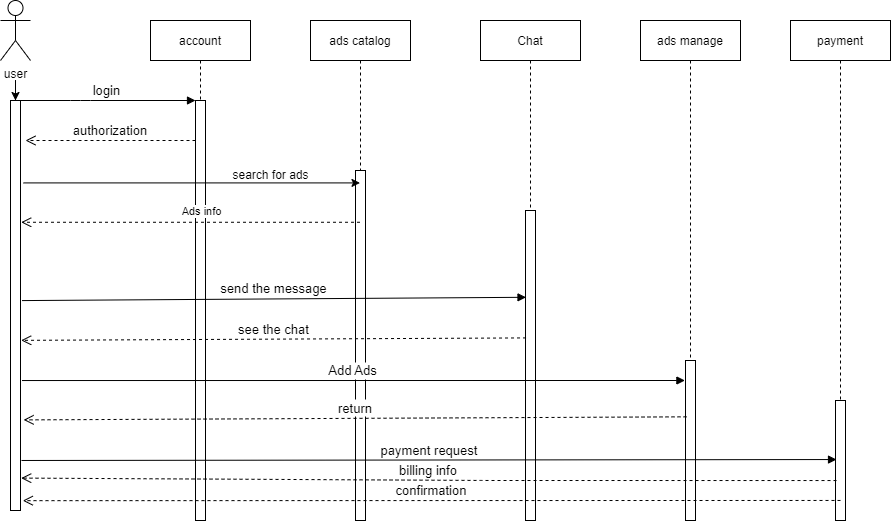 account
ads catalog
Chat
ads manage
payment
user
login
authorization
search for ads
Ads info
send the message
see the chat
Add Ads
return
payment request
billing info
confirmation